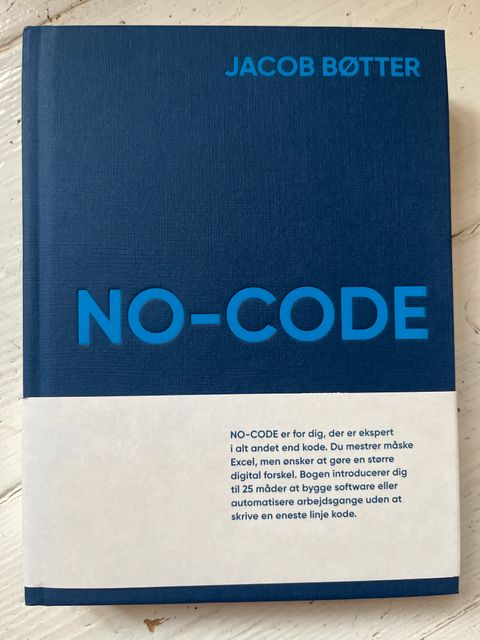 JACOB BØTTER
NO-CODE
NO-CODE er for dig, der er ekspert
i alt andet end kode. Du mestrer måske
Excel, men ønsker at gøre en større
digital forskel. Bogen introducerer dig
til 25 måder at bygge software eller
automatisere arbejdsgange uden at
skrive en eneste linje kode.